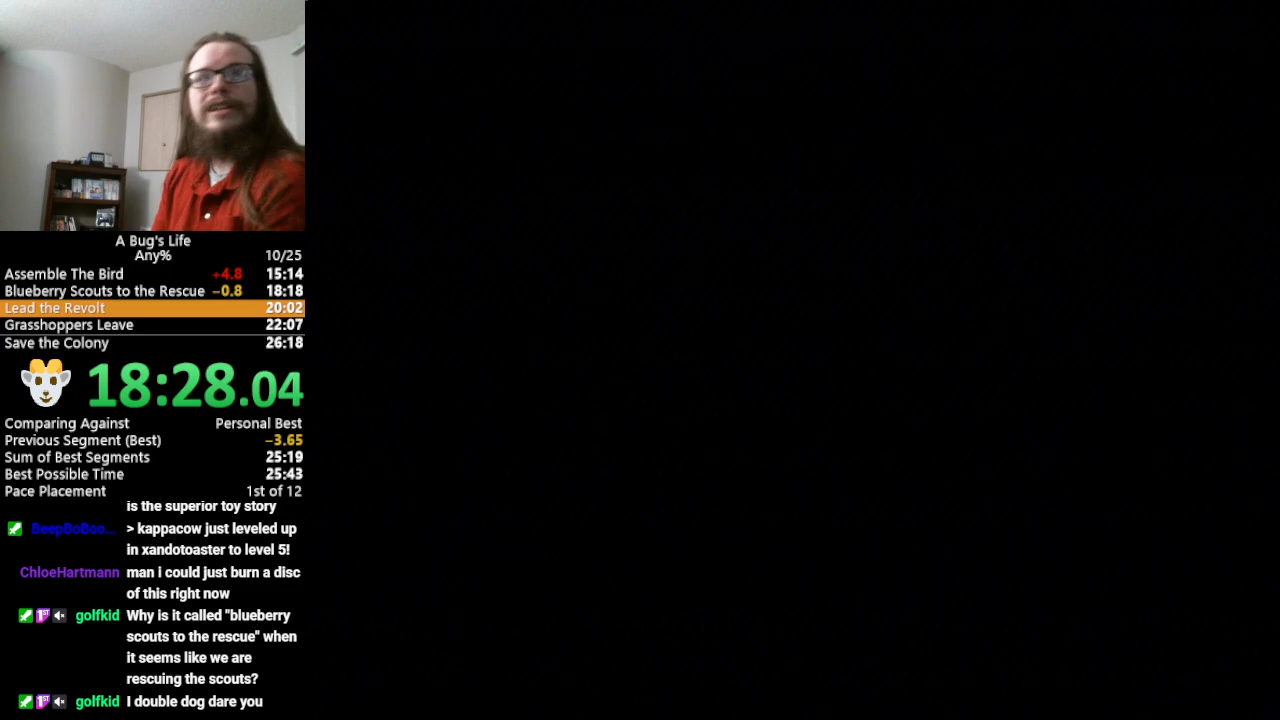 A Bug's Life
Any% 10/25
Assemble The Bird +4.8 15:14
Blueberry Scouts to the Rescue −0.8 18:18
Lead the Revolt 20:02
Grasshoppers Leave 22:07
Save the Colony 26:18
18:28.04
Comparing Against Personal Best
Previous Segment (Best) −3.65
Sum of Best Segments 25:19
Best Possible Time 25:43
Pace Placement 1st of 12
is the superior toy story
BeepBoBoo... > kappacow just leveled up
in xandotoaster to level 5!
ChloeHartmann man i could just burn a disc
of this right now
1ST golfkid Why is it called "blueberry
scouts to the rescue" when
it seems like we are
rescuing the scouts?
1ST golfkid I double dog dare you